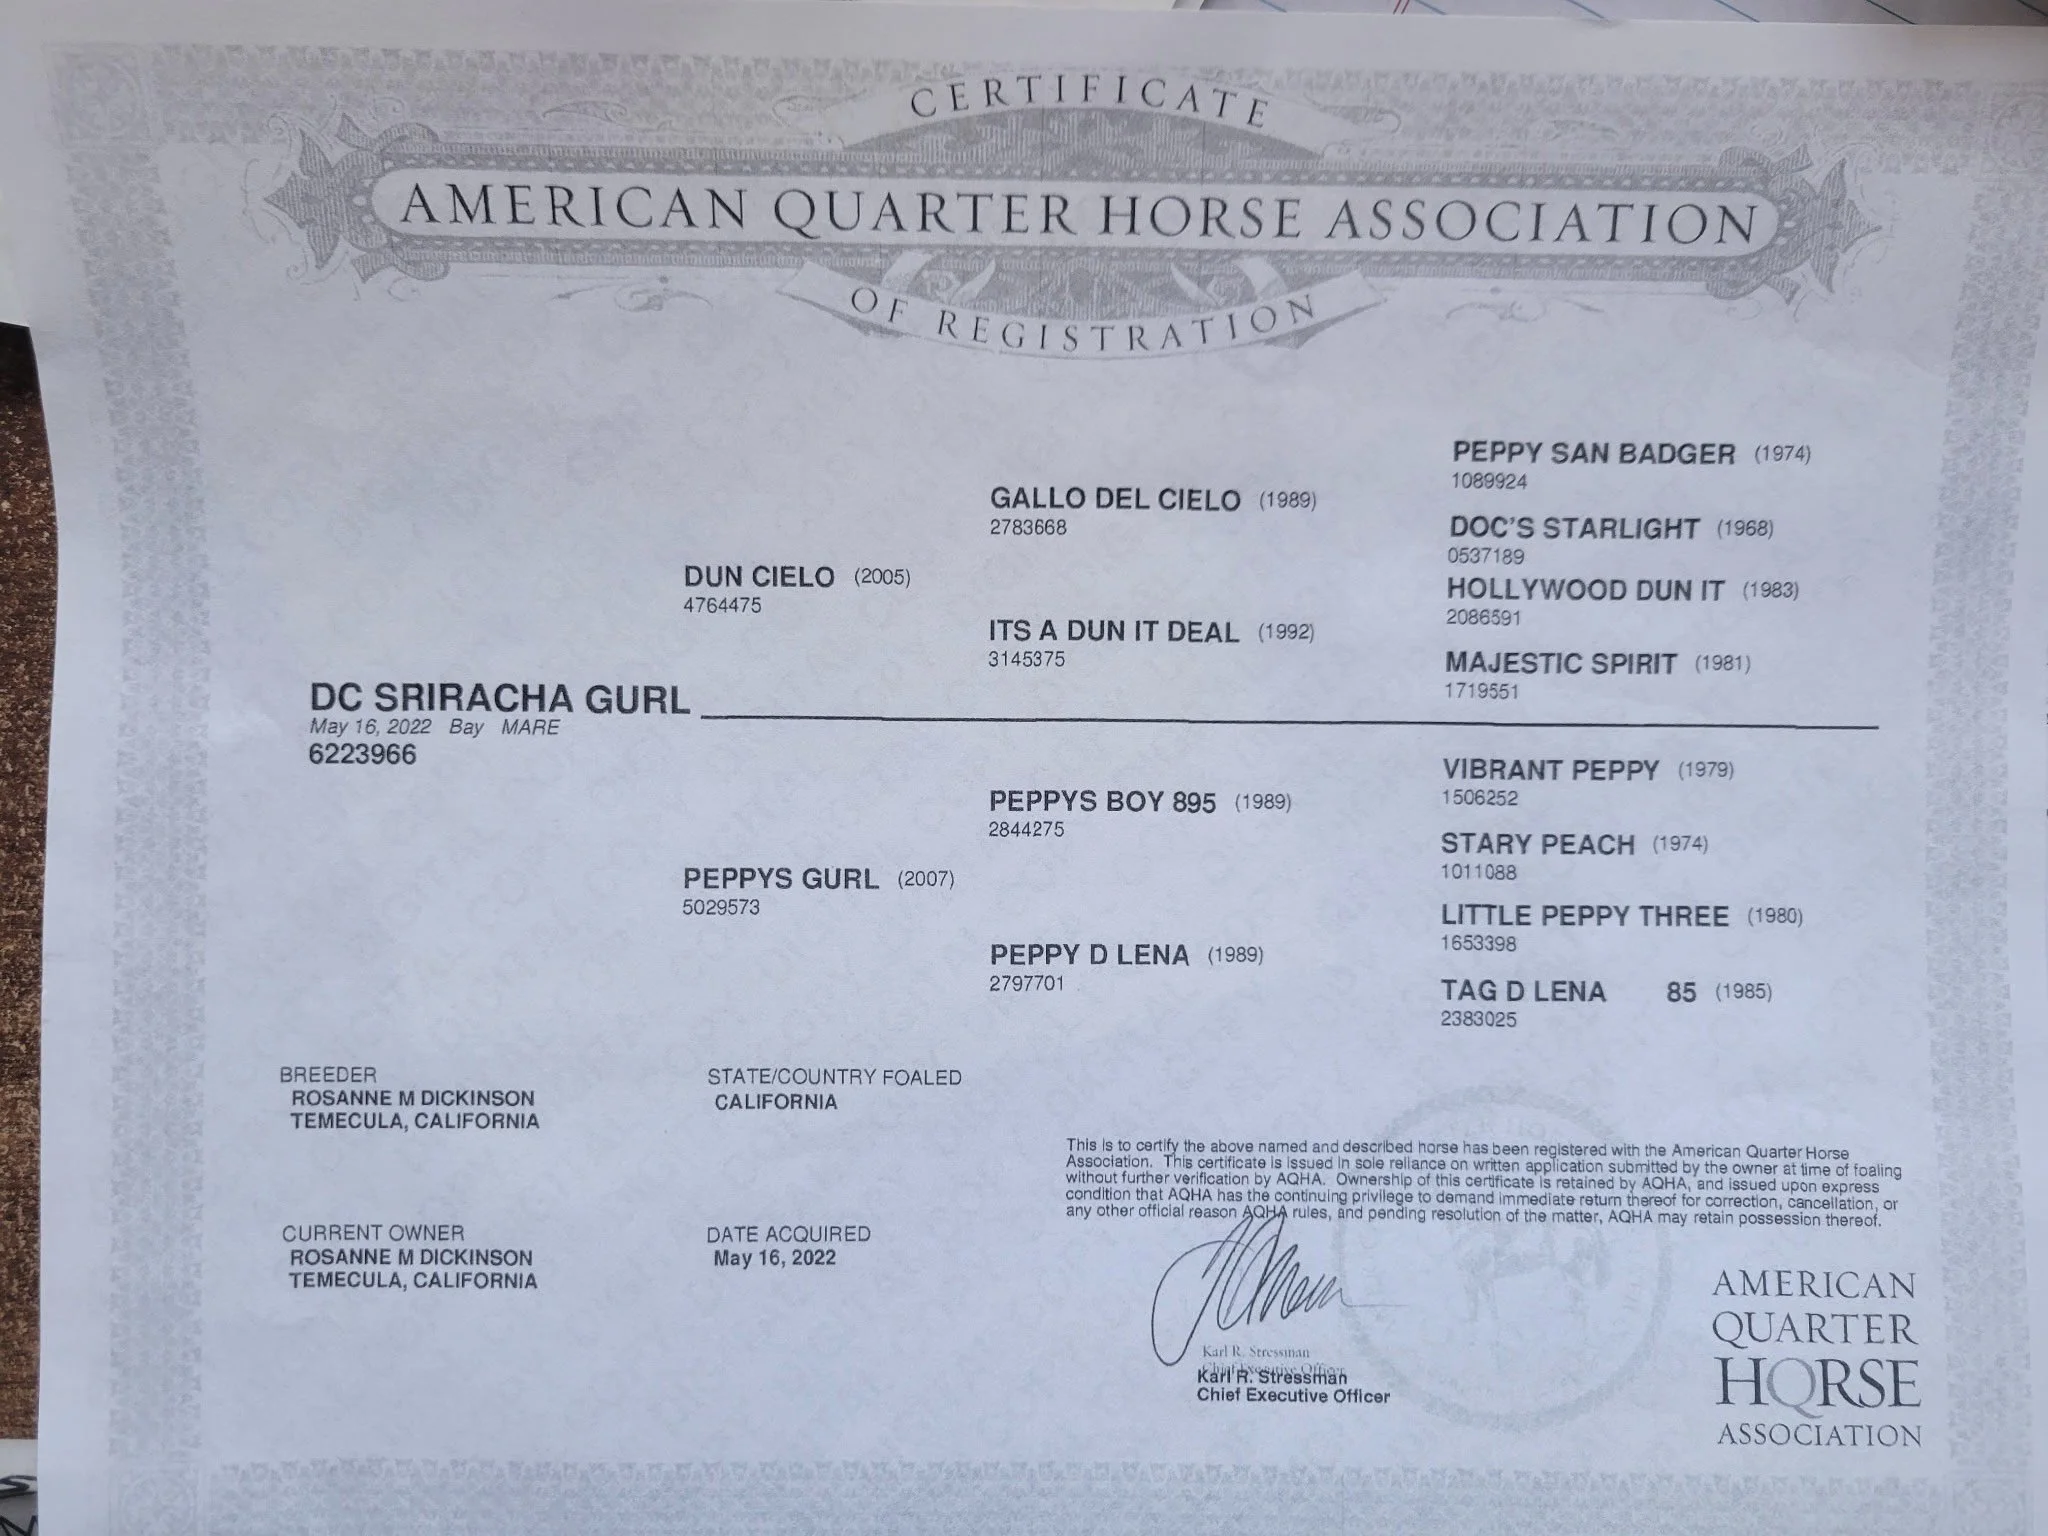 CERTIFICATE
AMERICAN QUARTER HORSE ASSOCIATION
OF REGISTRATION
PEPPY SAN BADGER (1974)
1089924
GALLO DEL CIELO (1989)
2783668
DOC'S STARLIGHT (1968)
0537189
DUN CIELO (2005)
4764475
HOLLYWOOD DUN IT (1983)
2086591
ITS A DUN IT DEAL (1992)
3145375
MAJESTIC SPIRIT (1981)
1719551
DC SRIRACHA GURL
May 16, 2022 Bay MARE
6223966
VIBRANT PEPPY (1979)
1506252
PEPPYS BOY 895 (1989)
2844275
STARY PEACH (1974)
1011088
PEPPYS GURL (2007)
5029573
LITTLE PEPPY THREE (1980)
1653398
PEPPY D LENA (1989)
2797701
TAG D LENA 85 (1985)
2383025
BREEDER
ROSANNE M DICKINSON
TEMECULA, CALIFORNIA
STATE/COUNTRY FOALED
CALIFORNIA
This is to certify the above named and described horse has been registered with the American Quarter Horse
Association. This certificate is issued in sole reliance on written application submitted by the owner at time of foaling
without further verification by AQHA. Ownership of this certificate is retained by AQHA, and issued upon express
condition that AQHA has the continuing privilege to demand immediate return thereof for correction, cancellation, or
any other official reason AQHA rules, and pending resolution of the matter, AQHA may retain possession thereof.
CURRENT OWNER
ROSANNE M DICKINSON
TEMECULA, CALIFORNIA
DATE ACQUIRED
May 16, 2022
Karl R. Stressman
Chief Executive Officer
Karl R. Stressman
Chief Executive Officer
AMERICAN
QUARTER
HORSE
ASSOCIATION